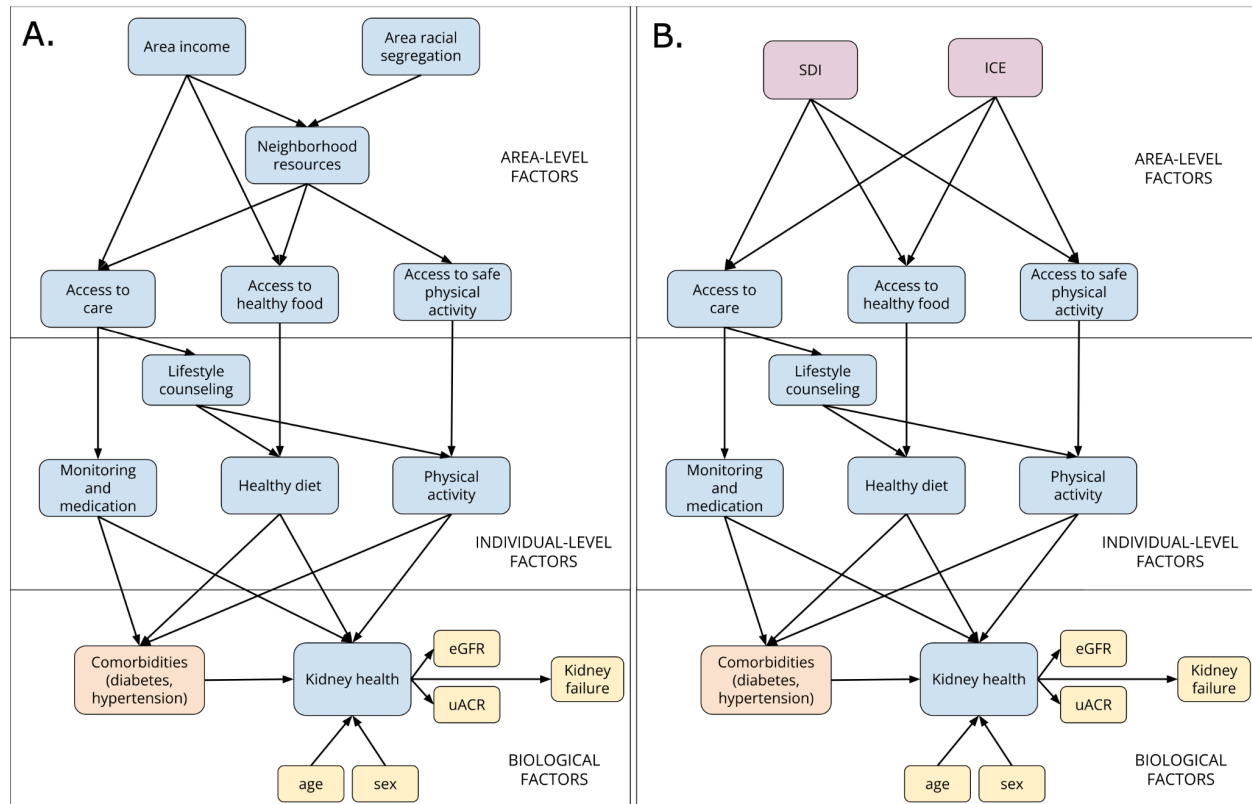 A.
Area income
Area racial
segregation
Neighborhood
resources
AREA-LEVEL
FACTORS
Access to
care
Access to
healthy food
Access to safe
physical
activity
Lifestyle
counseling
Monitoring
and
medication
Healthy diet
Physical
activity
INDIVIDUAL-LEVEL
FACTORS
Comorbidities
(diabetes,
hypertension)
Kidney health
eGFR
uACR
Kidney
failure
age
sex
BIOLOGICAL
FACTORS
B.
SDI
ICE
AREA-LEVEL
FACTORS
Access to
care
Access to
healthy food
Access to safe
physical
activity
Lifestyle
counseling
Monitoring
and
medication
Healthy diet
Physical
activity
INDIVIDUAL-LEVEL
FACTORS
Comorbidities
(diabetes,
hypertension)
Kidney health
eGFR
uACR
Kidney
failure
age
sex
BIOLOGICAL
FACTORS